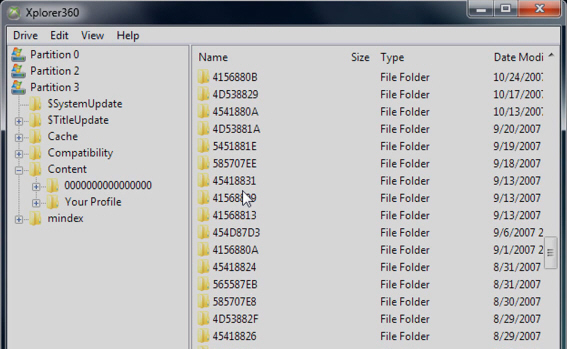 Xplorer360
Drive Edit View Help
Partition 0
Partition 2
Partition 3
$SystemUpdate
$TitleUpdate
Cache
Compatibility
Content
0000000000000000
Your Profile
mindex
Name Size Type Date Modi
4156880B File Folder 10/24/2007
4D538829 File Folder 10/17/2007
4541880A File Folder 10/13/2007
4D53881A File Folder 9/20/2007
5451881E File Folder 9/19/2007
585707EE File Folder 9/18/2007
45418831 File Folder 9/13/2007
File Folder 9/13/2007
41568813 File Folder 9/13/2007
454D87D3 File Folder 9/6/2007 2
4156880A File Folder 9/1/2007 2
45418824 File Folder 8/31/2007
565587EB File Folder 8/31/2007
585707E8 File Folder 8/30/2007
4D53882F File Folder 8/29/2007
45418826 File Folder 8/29/2007